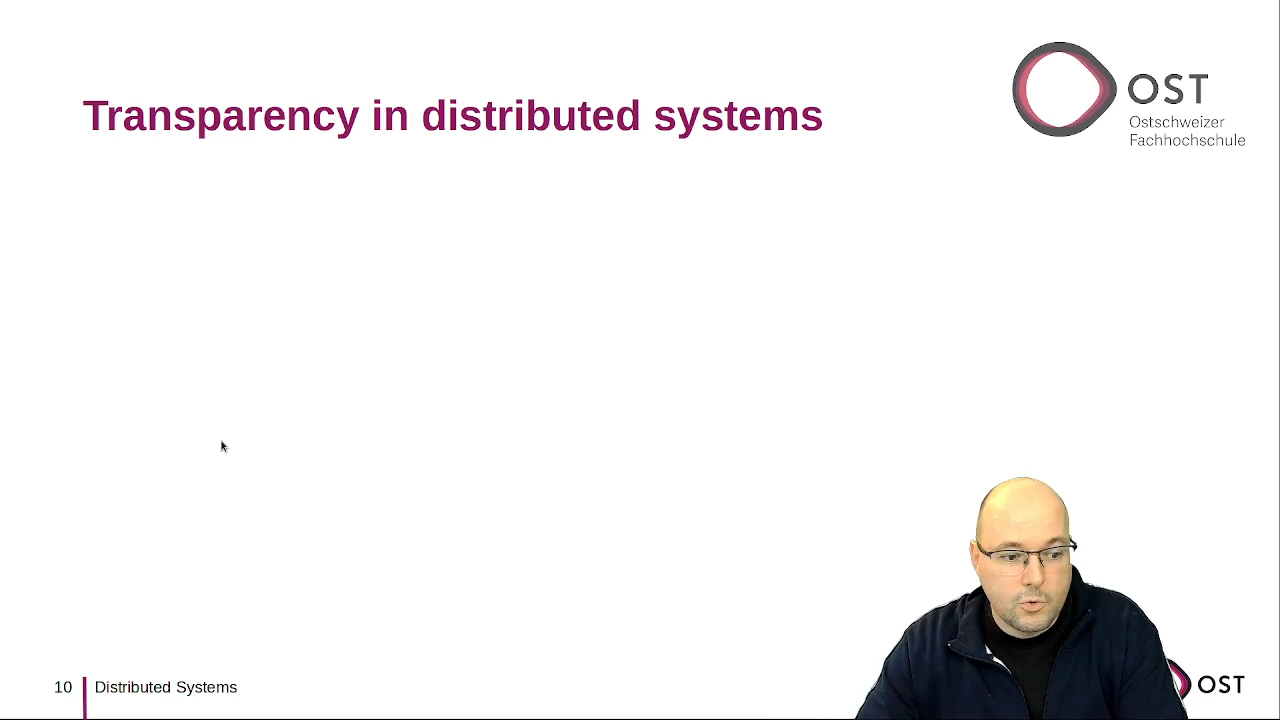 Transparency in distributed systems
OST
Ostschweizer
Fachhochschule
10
Distributed Systems
OST